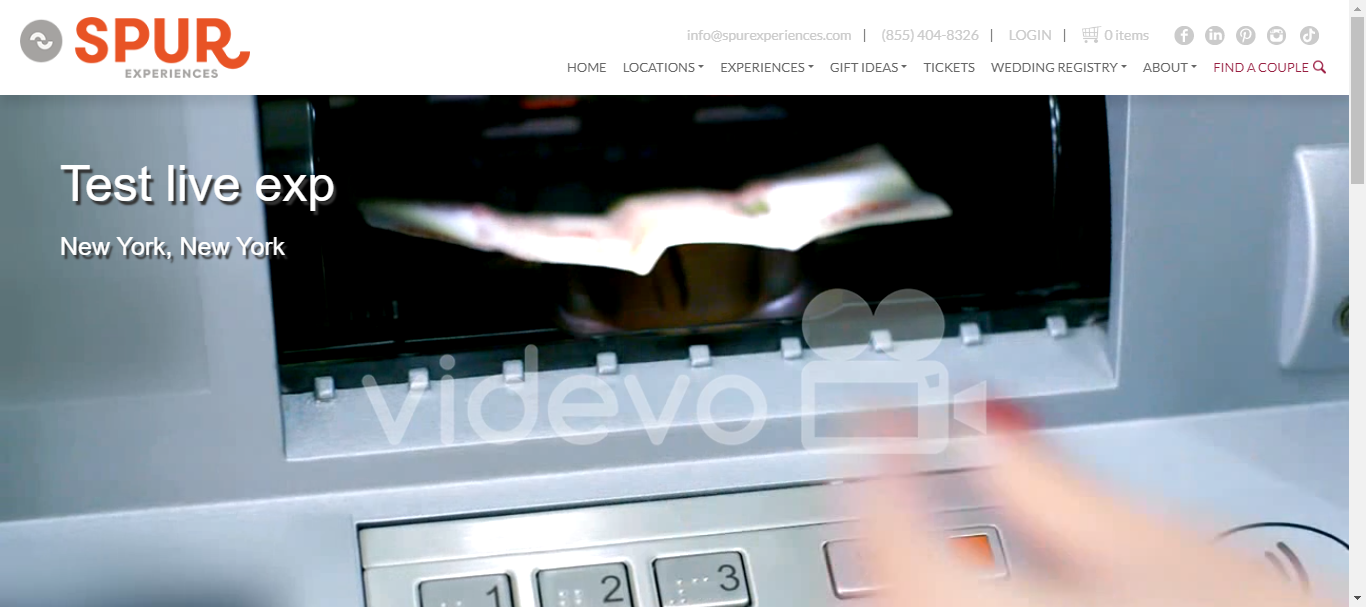 SPUR
EXPERIENCES
info@spurexperiences.com | (855) 404-8326 | LOGIN | 0 items
HOME LOCATIONS EXPERIENCES GIFT IDEAS TICKETS WEDDING REGISTRY ABOUT FIND A COUPLE
Test live exp
New York, New York
videvo
1 2 3